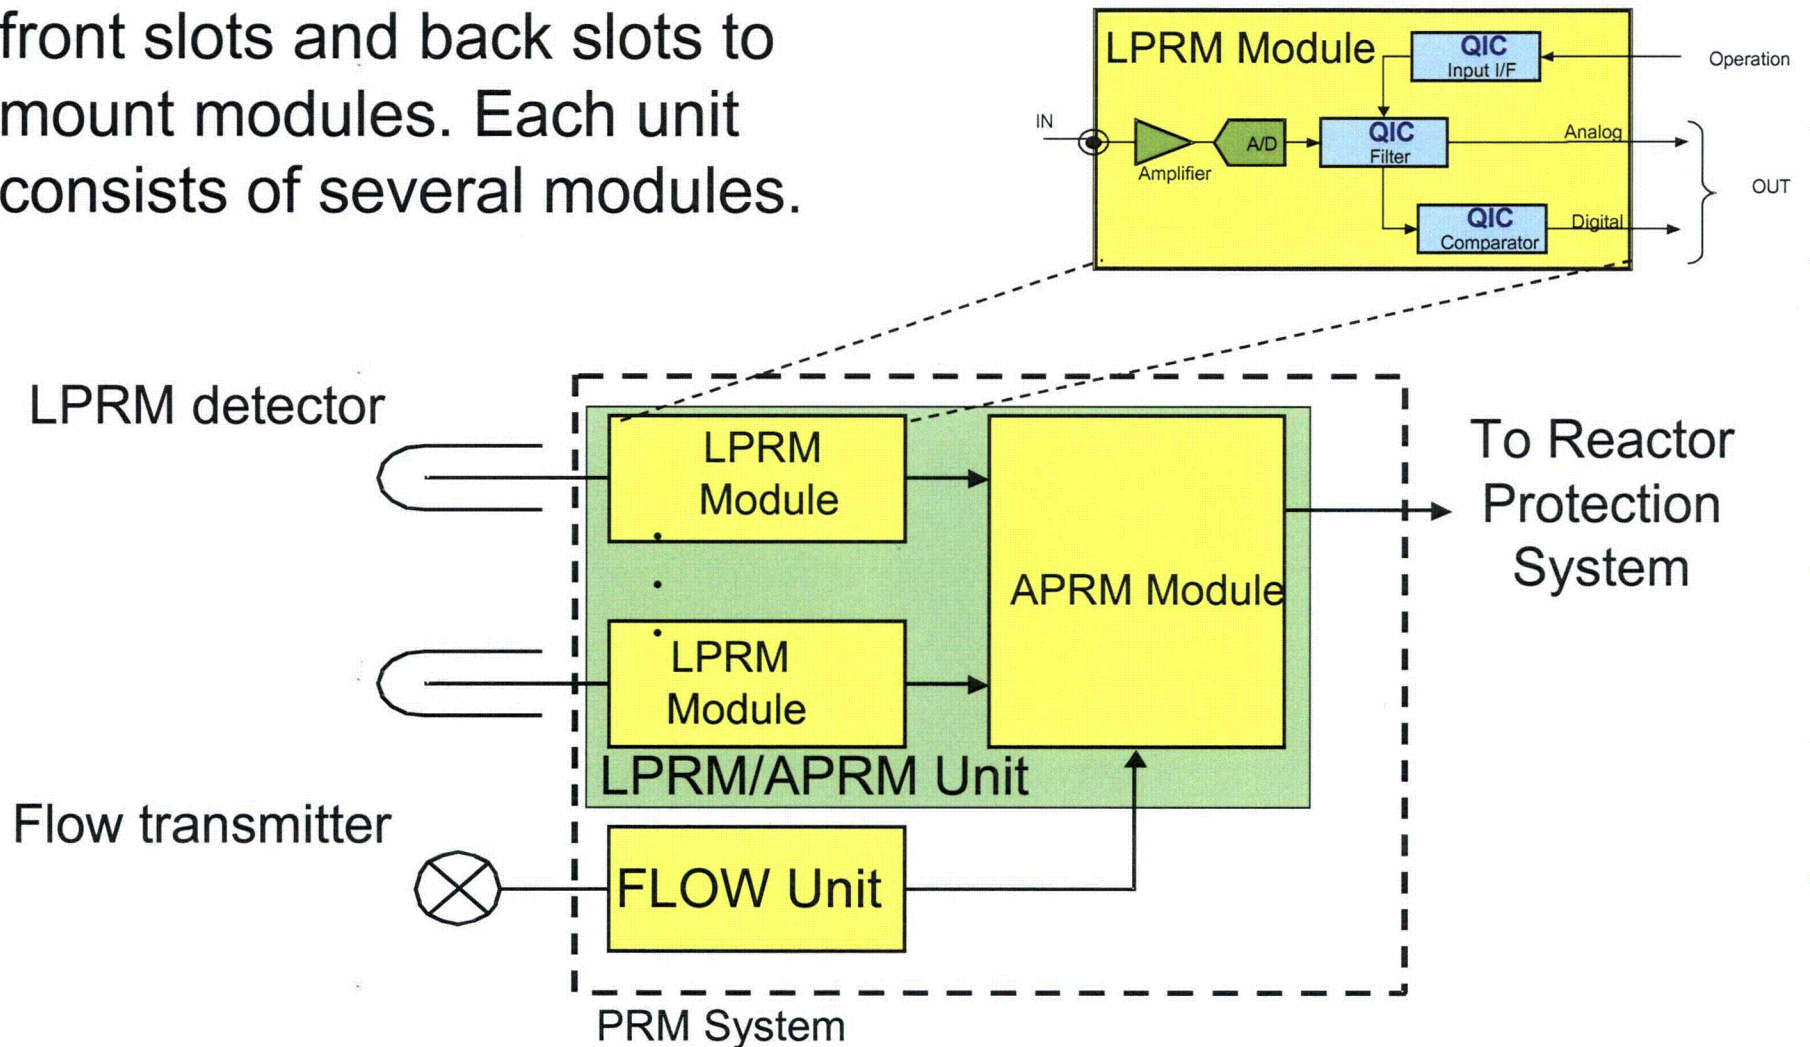 front slots and back slots to
mount modules. Each unit
consists of several modules.
LPRM Module
QIC
Input I/F
Operation
IN
Amplifier
A/D
QIC
Filter
Analog
OUT
QIC
Comparator
Digital
LPRM detector
LPRM
Module
LPRM
Module
APRM Module
To Reactor
Protection
System
LPRM/APRM Unit
Flow transmitter
FLOW Unit
PRM System